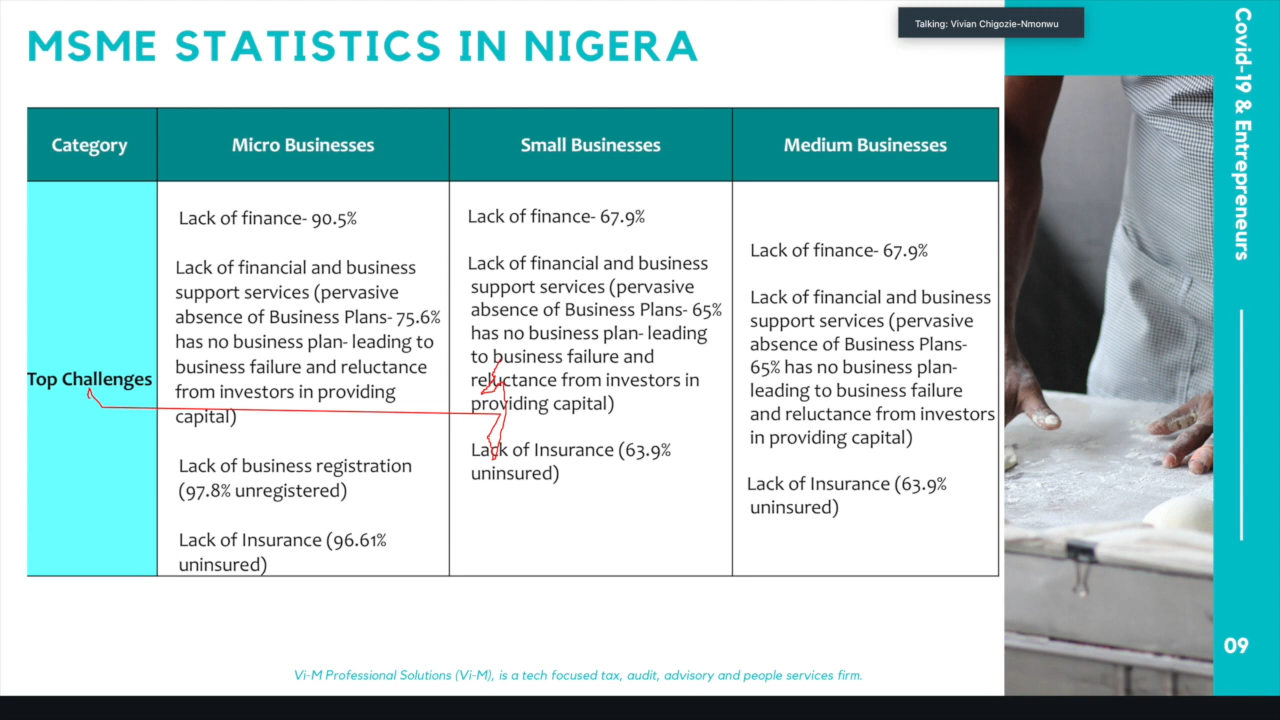 MSME STATISTICS IN NIGERA
Talking: Vivian Chigozie-Nmonwu
Covid-19 & Entrepreneurs
Category
Micro Businesses
Small Businesses
Medium Businesses
Top Challenges
Lack of finance- 90.5%
Lack of financial and business
support services (pervasive
absence of Business Plans- 75.6%
has no business plan- leading to
business failure and reluctance
from investors in providing
capital)
Lack of business registration
(97.8% unregistered)
Lack of Insurance (96.61%
uninsured)
Lack of finance- 67.9%
Lack of financial and business
support services (pervasive
absence of Business Plans- 65%
has no business plan- leading
to business failure and
reluctance from investors in
providing capital)
Lack of Insurance (63.9%
uninsured)
Lack of finance- 67.9%
Lack of financial and business
support services (pervasive
absence of Business Plans-
65% has no business plan-
leading to business failure
and reluctance from investors
in providing capital)
Lack of Insurance (63.9%
uninsured)
09
Vi-M Professional Solutions (Vi-M), is a tech focused tax, audit, advisory and people services firm.